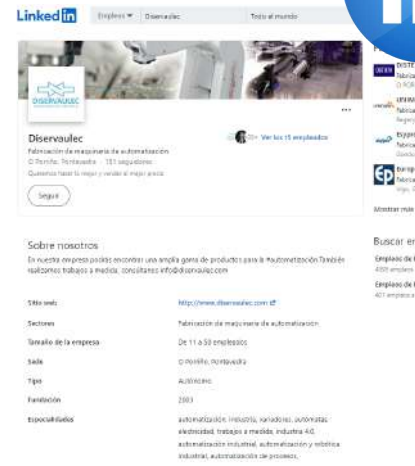 LinkedIn
Empleos
Diservaulec
Todo el mundo
DISERVAULEC
Diservaulec
Fabricación de maquinaria de automatización
O Porriño, Pontevedra · 151 seguidores
Queremos hacer lo mejor y vender al mejor precio
Ver los 15 empleados
Seguir
Mostrar más
Sobre nosotros
En nuestra empresa podrás encontrar una amplia gama de productos para la #automatización También
realizamos trabajos a medida, consultanos info@diservaulec.com
Buscar
Empleos de
Empleos de
Sitio web
http://www.diservaulec.com
Sectores
Fabricación de maquinaria de automatización
Tamaño de la empresa
De 11 a 50 empleados
Sede
O Porriño, Pontevedra
Tipo
Autónomo
Fundación
2003
Especialidades
automatización, industria, variadores, autómatas,
electricidad, trabajos a medida, industria 4.0,
automatización industrial, automatización y robótica
industrial, automatización de procesos,